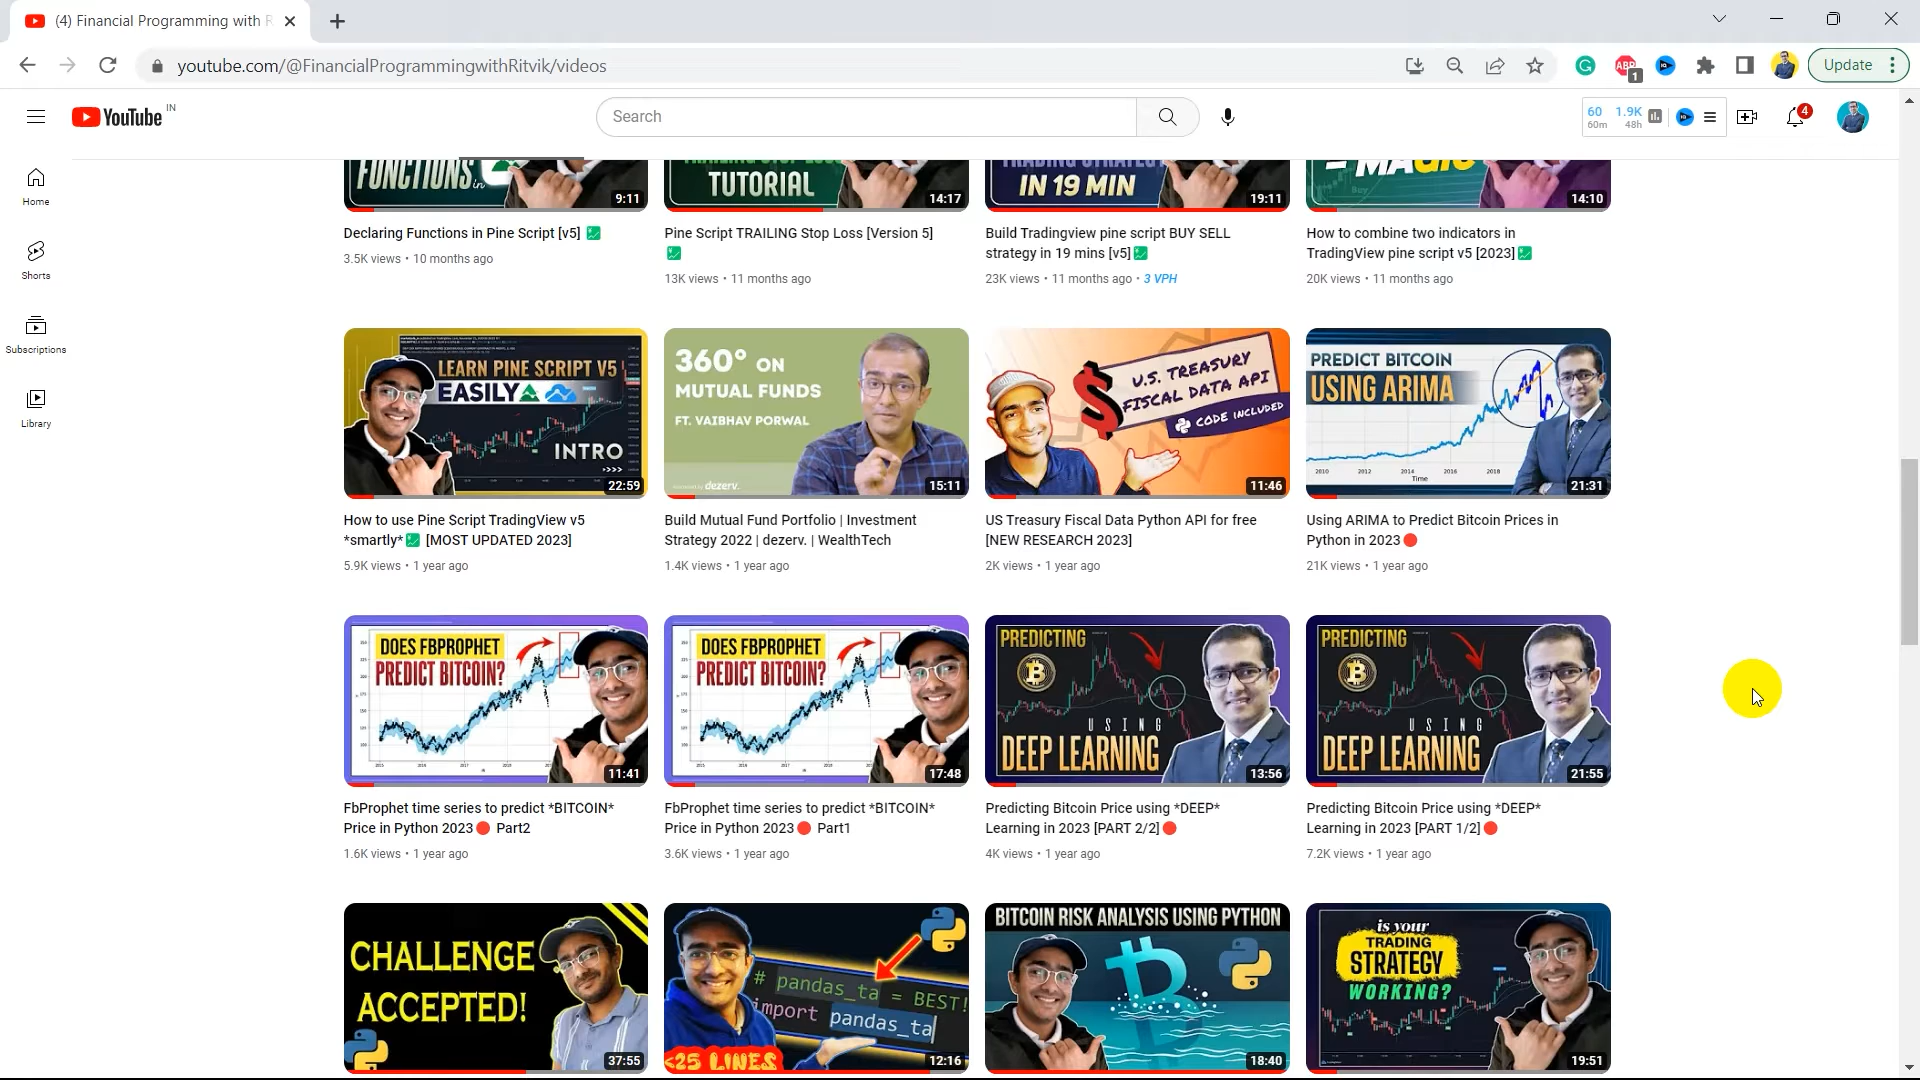 (4) Financial Programming with R
youtube.com/@FinancialProgrammingwithRitvik/videos
ABP
1
Update
YouTube IN
Search
60 1.9K
60m 48h
4
Home
Shorts
Subscriptions
Library
FUNCTIONS in
9:11
TUTORIAL
14:17
IN 19 MIN
19:11
= MAGIC
Buy
14:10
Declaring Functions in Pine Script [v5]
3.5K views • 10 months ago
Pine Script TRAILING Stop Loss [Version 5]
13K views • 11 months ago
Build Tradingview pine script BUY SELL
strategy in 19 mins [v5]
23K views • 11 months ago • 3 VPH
How to combine two indicators in
TradingView pine script v5 [2023]
20K views • 11 months ago
LEARN PINE SCRIPT V5
EASILY
INTRO
>>>
22:59
360° ON
MUTUAL FUNDS
FT. VAIBHAV PORWAL
dezerv.
15:11
$ U.S. TREASURY
FISCAL DATA API
CODE INCLUDED
11:46
PREDICT BITCOIN
USING ARIMA
2010 2012 2014 2016 2018
Time
21:31
How to use Pine Script TradingView v5
*smartly* [MOST UPDATED 2023]
5.9K views • 1 year ago
Build Mutual Fund Portfolio | Investment
Strategy 2022 | dezerv. | WealthTech
1.4K views • 1 year ago
US Treasury Fiscal Data Python API for free
[NEW RESEARCH 2023]
2K views • 1 year ago
Using ARIMA to Predict Bitcoin Prices in
Python in 2023
21K views • 1 year ago
DOES FBPROPHET
PREDICT BITCOIN?
11:41
DOES FBPROPHET
PREDICT BITCOIN?
17:48
PREDICTING
USING
DEEP LEARNING
13:56
PREDICTING
USING
DEEP LEARNING
21:55
FbProphet time series to predict *BITCOIN*
Price in Python 2023 Part2
1.6K views • 1 year ago
FbProphet time series to predict *BITCOIN*
Price in Python 2023 Part1
3.6K views • 1 year ago
Predicting Bitcoin Price using *DEEP*
Learning in 2023 [PART 2/2]
4K views • 1 year ago
Predicting Bitcoin Price using *DEEP*
Learning in 2023 [PART 1/2]
7.2K views • 1 year ago
CHALLENGE
ACCEPTED!
37:55
# pandas_ta = BEST!
import pandas_ta
<25 LINES
12:16
BITCOIN RISK ANALYSIS USING PYTHON
18:40
is your
TRADING
STRATEGY
WORKING?
19:51